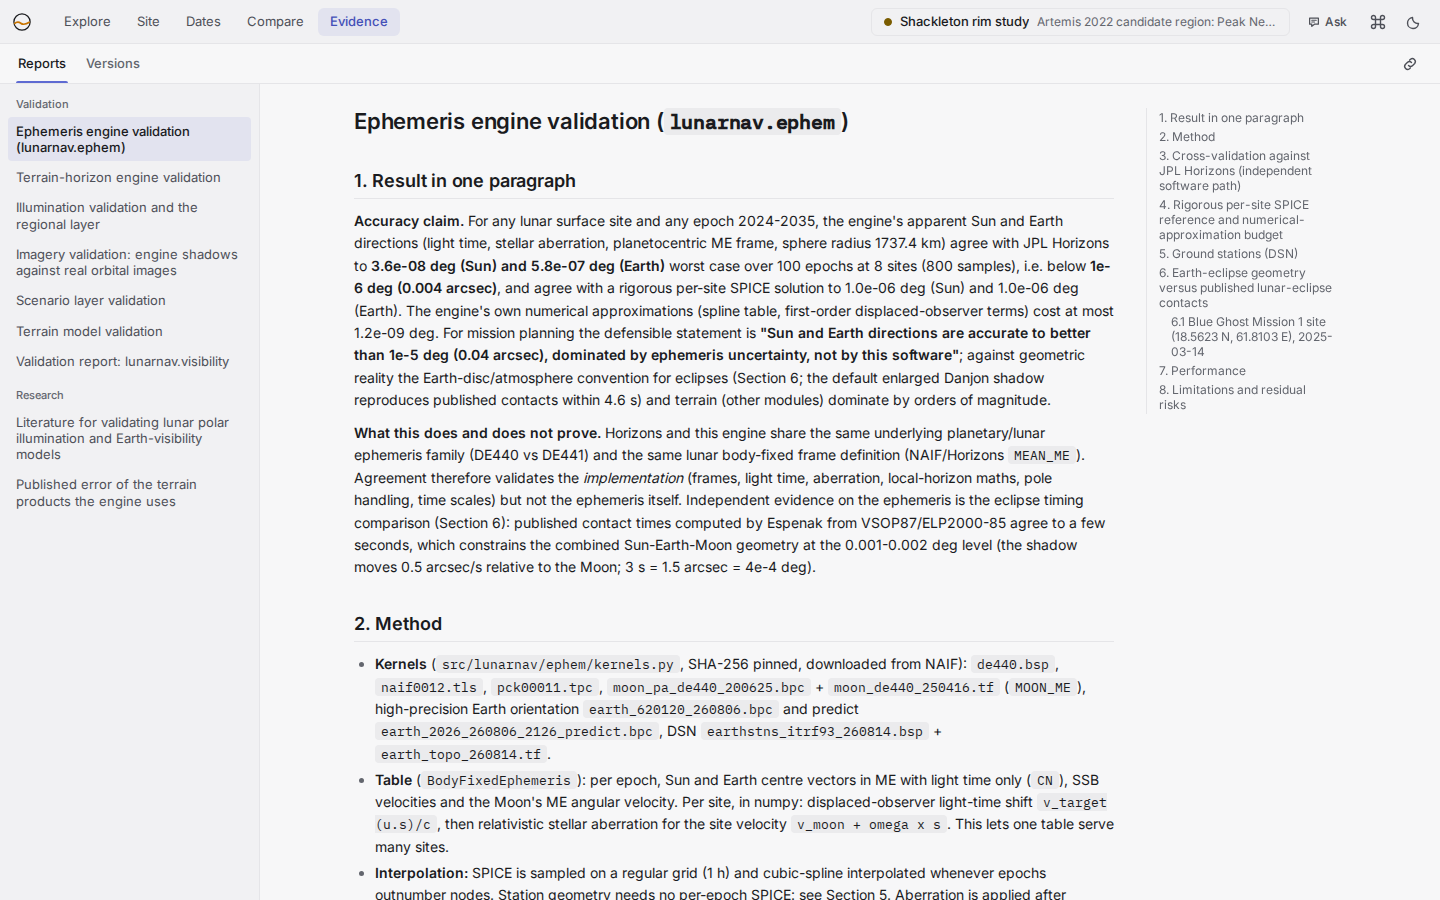 Explore Site Dates Compare Evidence
Shackleton rim study Artemis 2022 candidate region: Peak Ne... Ask
Reports Versions
Validation
Ephemeris engine validation
(lunarnav.ephem)
Terrain-horizon engine validation
Illumination validation and the
regional layer
Imagery validation: engine shadows
against real orbital images
Scenario layer validation
Terrain model validation
Validation report: lunarnav.visibility
Research
Literature for validating lunar polar
illumination and Earth-visibility
models
Published error of the terrain
products the engine uses
Ephemeris engine validation (lunarnav.ephem)
1. Result in one paragraph
Accuracy claim. For any lunar surface site and any epoch 2024-2035, the engine's apparent Sun and Earth
directions (light time, stellar aberration, planetocentric ME frame, sphere radius 1737.4 km) agree with JPL Horizons
to 3.6e-08 deg (Sun) and 5.8e-07 deg (Earth) worst case over 100 epochs at 8 sites (800 samples), i.e. below 1e-
6 deg (0.004 arcsec), and agree with a rigorous per-site SPICE solution to 1.0e-06 deg (Sun) and 1.0e-06 deg
(Earth). The engine's own numerical approximations (spline table, first-order displaced-observer terms) cost at most
1.2e-09 deg. For mission planning the defensible statement is "Sun and Earth directions are accurate to better
than 1e-5 deg (0.04 arcsec), dominated by ephemeris uncertainty, not by this software"; against geometric
reality the Earth-disc/atmosphere convention for eclipses (Section 6; the default enlarged Danjon shadow
reproduces published contacts within 4.6 s) and terrain (other modules) dominate by orders of magnitude.
What this does and does not prove. Horizons and this engine share the same underlying planetary/lunar
ephemeris family (DE440 vs DE441) and the same lunar body-fixed frame definition (NAIF/Horizons MEAN_ME).
Agreement therefore validates the implementation (frames, light time, aberration, local-horizon maths, pole
handling, time scales) but not the ephemeris itself. Independent evidence on the ephemeris is the eclipse timing
comparison (Section 6): published contact times computed by Espenak from VSOP87/ELP2000-85 agree to a few
seconds, which constrains the combined Sun-Earth-Moon geometry at the 0.001-0.002 deg level (the shadow
moves 0.5 arcsec/s relative to the Moon; 3 s = 1.5 arcsec = 4e-4 deg).
2. Method
Kernels (src/lunarnav/ephem/kernels.py, SHA-256 pinned, downloaded from NAIF): de440.bsp,
naif0012.tls, pck00011.tpc, moon_pa_de440_200625.bpc + moon_de440_250416.tf (MOON_ME),
high-precision Earth orientation earth_620120_260806.bpc and predict
earth_2026_260806_2126_predict.bpc, DSN earthstns_itrf93_260814.bsp +
earth_topo_260814.tf.
Table (BodyFixedEphemeris): per epoch, Sun and Earth centre vectors in ME with light time only (CN), SSB
velocities and the Moon's ME angular velocity. Per site, in numpy: displaced-observer light-time shift v_target
(u.s)/c, then relativistic stellar aberration for the site velocity v_moon + omega x s. This lets one table serve
many sites.
Interpolation: SPICE is sampled on a regular grid (1 h) and cubic-spline interpolated whenever epochs
outnumber nodes. Station geometry needs no per-epoch SPICE: see Section 5. Aberration is applied after
1. Result in one paragraph
2. Method
3. Cross-validation against
JPL Horizons (independent
software path)
4. Rigorous per-site SPICE
reference and numerical-
approximation budget
5. Ground stations (DSN)
6. Earth-eclipse geometry
versus published lunar-eclipse
contacts
6.1 Blue Ghost Mission 1 site
(18.5623 N, 61.8103 E), 2025-
03-14
7. Performance
8. Limitations and residual
risks